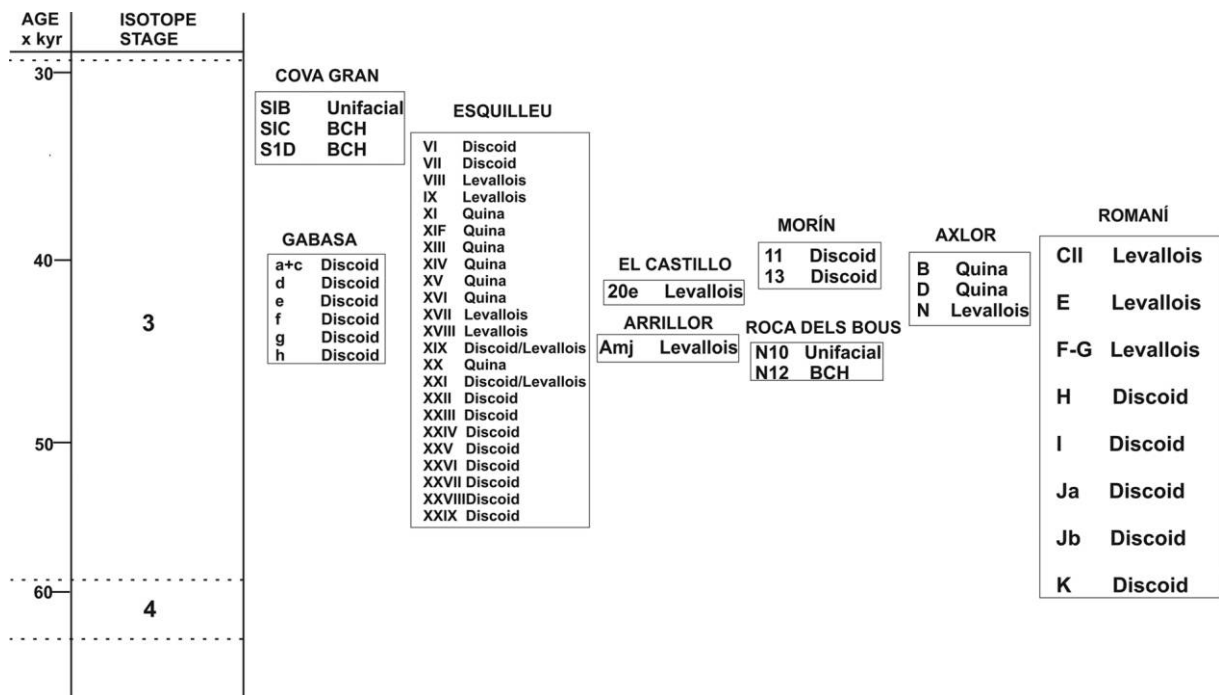 AGE ISOTOPE
x kyr STAGE
30
40
50
60
3
4
COVA GRAN
SIB Unifacial
SIC BCH
S1D BCH
GABASA
a+c Discoid
d Discoid
e Discoid
f Discoid
g Discoid
h Discoid
ESQUILLEU
VI Discoid
VII Discoid
VIII Levallois
IX Levallois
XI Quina
XIF Quina
XIII Quina
XIV Quina
XV Quina
XVI Quina
XVII Levallois
XVIII Levallois
XIX Discoid/Levallois
XX Quina
XXI Discoid/Levallois
XXII Discoid
XXIII Discoid
XXIV Discoid
XXV Discoid
XXVI Discoid
XXVII Discoid
XXVIIIDiscoid
XXIX Discoid
EL CASTILLO
20e Levallois
ARRILLOR
Amj Levallois
MORÍN
11 Discoid
13 Discoid
ROCA DELS BOUS
N10 Unifacial
N12 BCH
AXLOR
B Quina
D Quina
N Levallois
ROMANÍ
CII Levallois
E Levallois
F-G Levallois
H Discoid
I Discoid
Ja Discoid
Jb Discoid
K Discoid